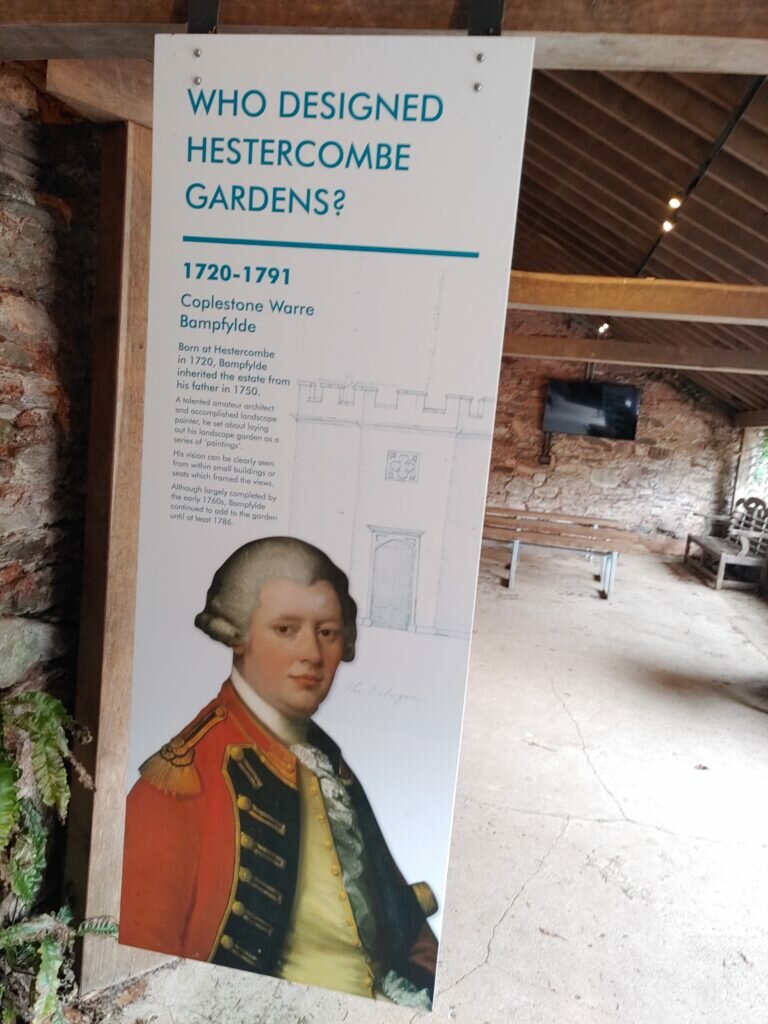 WHO DESIGNED
HESTERCOMBE
GARDENS?
1720-1791
Coplestone Warre
Bampfylde
Born at Hestercombe
in 1720, Bampfylde
inherited the estate from
his father in 1750.
A talented amateur architect
and accomplished landscape
painter, he set about laying
out his landscape garden as a
series of ‘paintings’.
His vision can be clearly seen
from within small buildings or
seats which framed the views.
Although largely completed by
the early 1760s, Bampfylde
continued to add to the garden
until at least 1786.
The Octagon